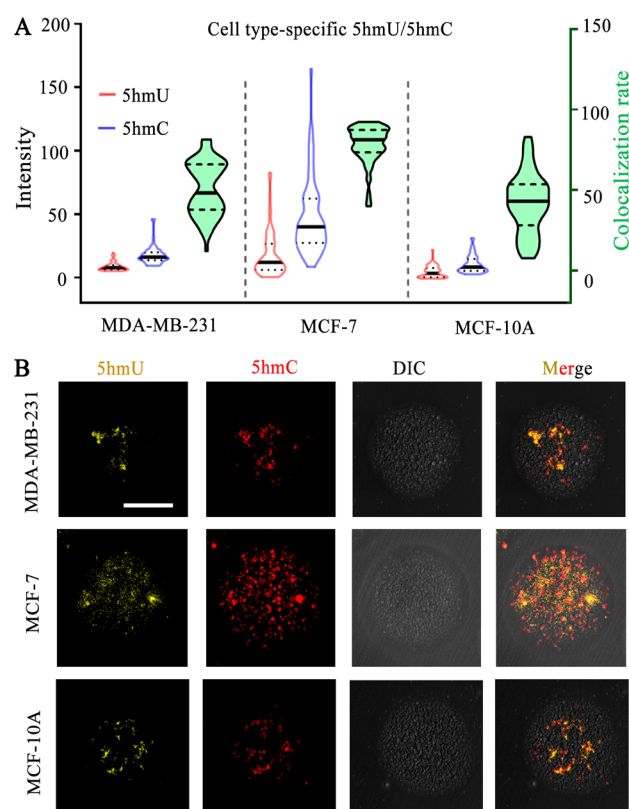 A
Cell type-specific 5hmU/5hmC
200
150
100
50
0
Intensity
5hmU
5hmC
150
100
50
0
Colocalization rate
MDA-MB-231
MCF-7
MCF-10A
B
5hmU
5hmC
DIC
Merge
MDA-MB-231
MCF-7
MCF-10A